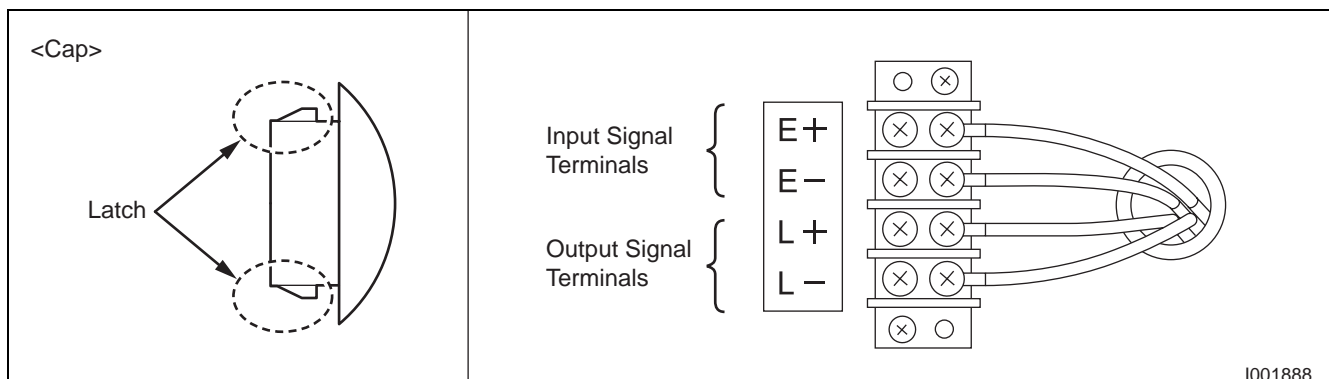 <Cap>
Latch
Input Signal
Terminals
Output Signal
Terminals
E+
E−
L+
L−
I001888